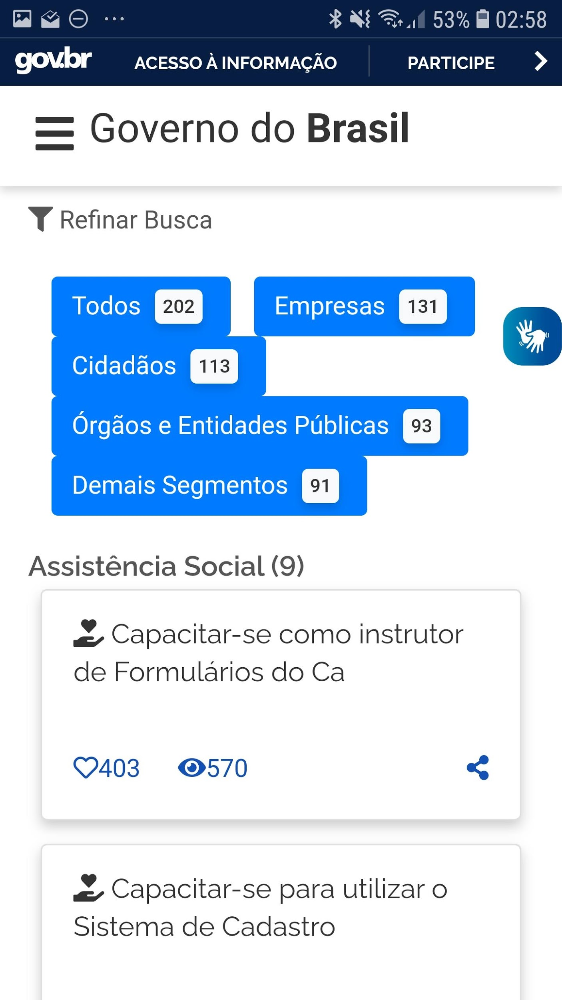 53% 02:58
gov.br ACESSO À INFORMAÇÃO PARTICIPE
Governo do Brasil
Refinar Busca
Todos 202 Empresas 131
Cidadãos 113
Órgãos e Entidades Públicas 93
Demais Segmentos 91
Assistência Social (9)
Capacitar-se como instrutor
de Formulários do Ca
403 570
Capacitar-se para utilizar o
Sistema de Cadastro